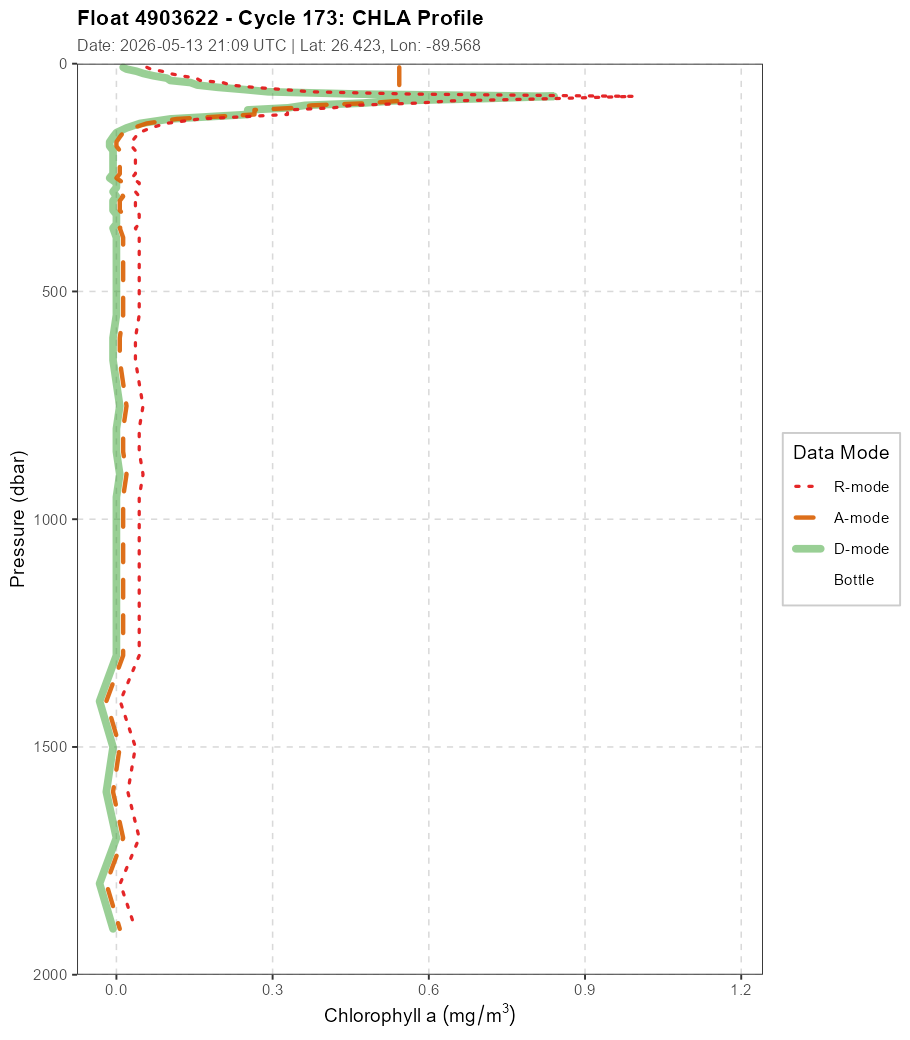 Float 4903622 - Cycle 173: CHLA Profile
Date: 2026-05-13 21:09 UTC | Lat: 26.423, Lon: -89.568
0
500
1000
1500
2000
Pressure (dbar)
0.0 0.3 0.6 0.9 1.2
Chlorophyll a (mg/m³)
Data Mode
R-mode
A-mode
D-mode
Bottle